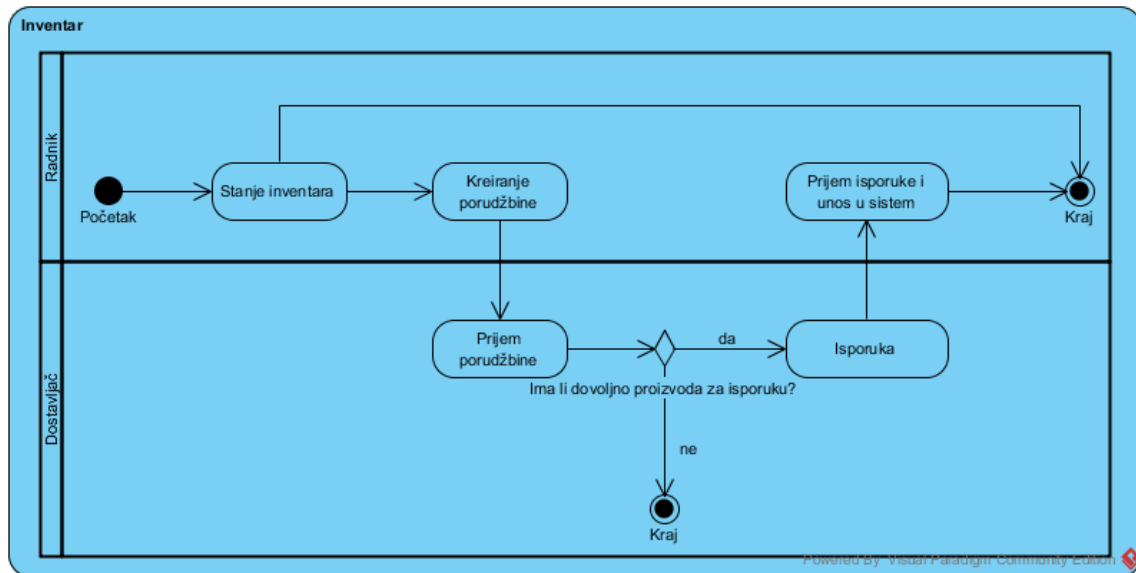 Inventar
Radnik
Početak
Stanje inventara
Kreiranje
porudžbine
Prijem isporuke i
unos u sistem
Kraj
Dostavljač
Prijem
porudžbine
da
Isporuka
Ima li dovoljno proizvoda za isporuku?
ne
Kraj
Powered By Visual Paradigm Community Edition